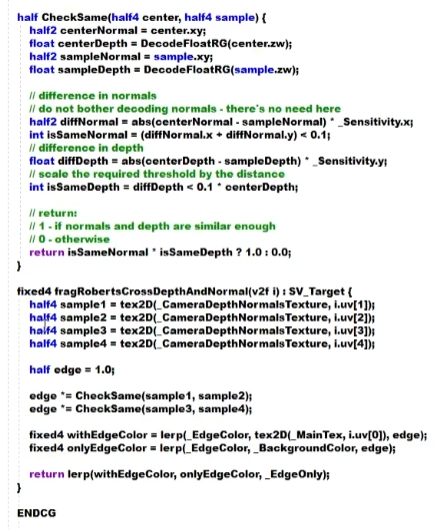 half CheckSame(half4 center, half4 sample) {
half2 centerNormal = center.xy;
float centerDepth = DecodeFloatRG(center.zw);
half2 sampleNormal = sample.xy;
float sampleDepth = DecodeFloatRG(sample.zw);
// difference in normals
// do not bother decoding normals - there's no need here
half2 diffNormal = abs(centerNormal - sampleNormal) * _Sensitivity.x;
int isSameNormal = (diffNormal.x + diffNormal.y) < 0.1;
// difference in depth
float diffDepth = abs(centerDepth - sampleDepth) * _Sensitivity.y;
// scale the required threshold by the distance
int isSameDepth = diffDepth < 0.1 * centerDepth;
// return:
// 1 - if normals and depth are similar enough
// 0 - otherwise
return isSameNormal * isSameDepth ? 1.0 : 0.0;
}
fixed4 fragRobertsCrossDepthAndNormal(v2f i) : SV_Target {
half4 sample1 = tex2D(_CameraDepthNormalsTexture, i.uv[1]);
half4 sample2 = tex2D(_CameraDepthNormalsTexture, i.uv[2]);
half4 sample3 = tex2D(_CameraDepthNormalsTexture, i.uv[3]);
half4 sample4 = tex2D(_CameraDepthNormalsTexture, i.uv[4]);
half edge = 1.0;
edge *= CheckSame(sample1, sample2);
edge *= CheckSame(sample3, sample4);
fixed4 withEdgeColor = lerp(_EdgeColor, tex2D(_MainTex, i.uv[0]), edge);
fixed4 onlyEdgeColor = lerp(_EdgeColor, _BackgroundColor, edge);
return lerp(withEdgeColor, onlyEdgeColor, _EdgeOnly);
}
ENDCG